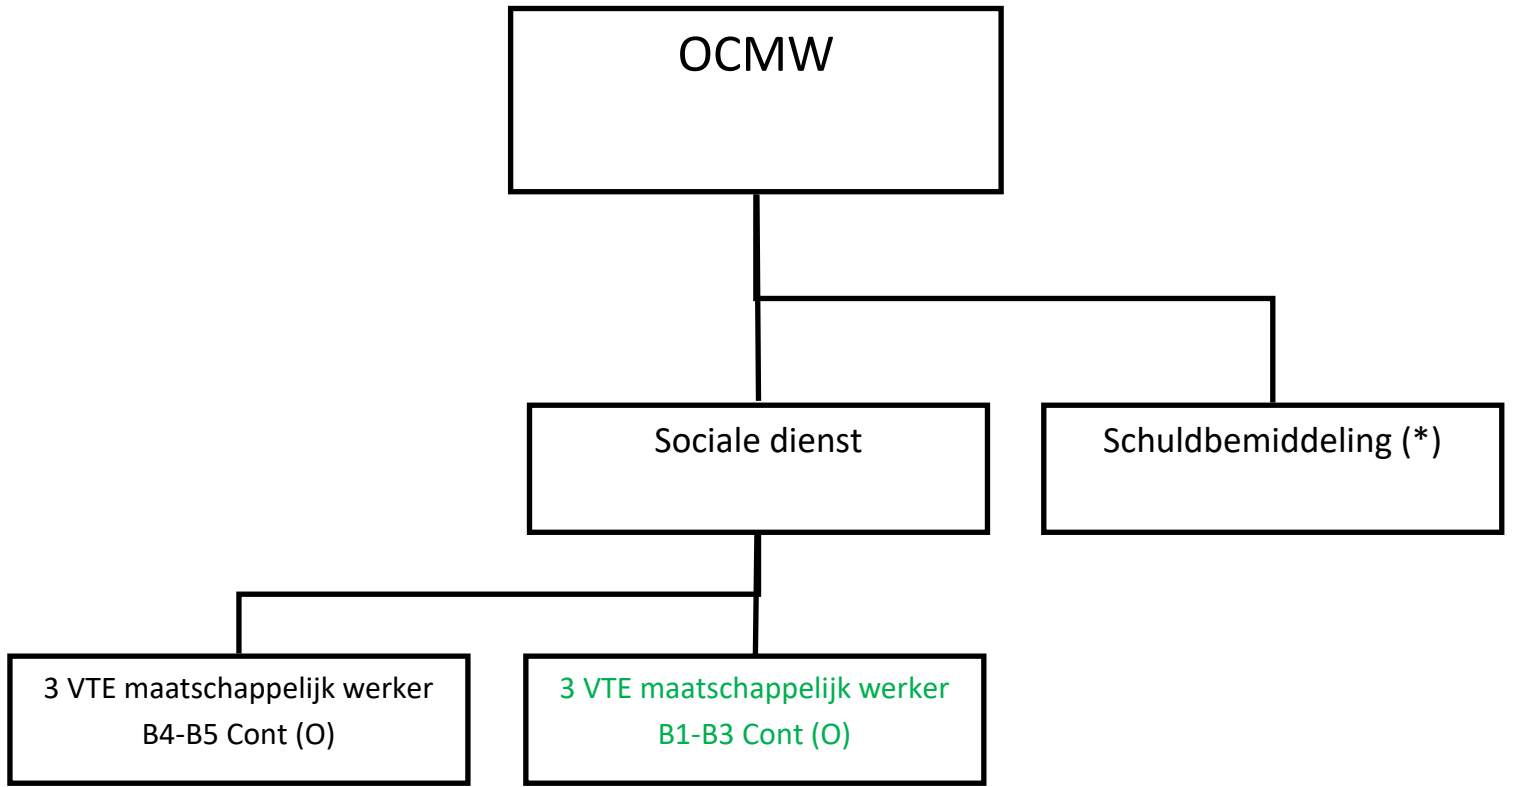 OCMW
Sociale dienst
Schuldbemiddeling (*)
3 VTE maatschappelijk werker
B4-B5 Cont (O)
3 VTE maatschappelijk werker
B1-B3 Cont (O)